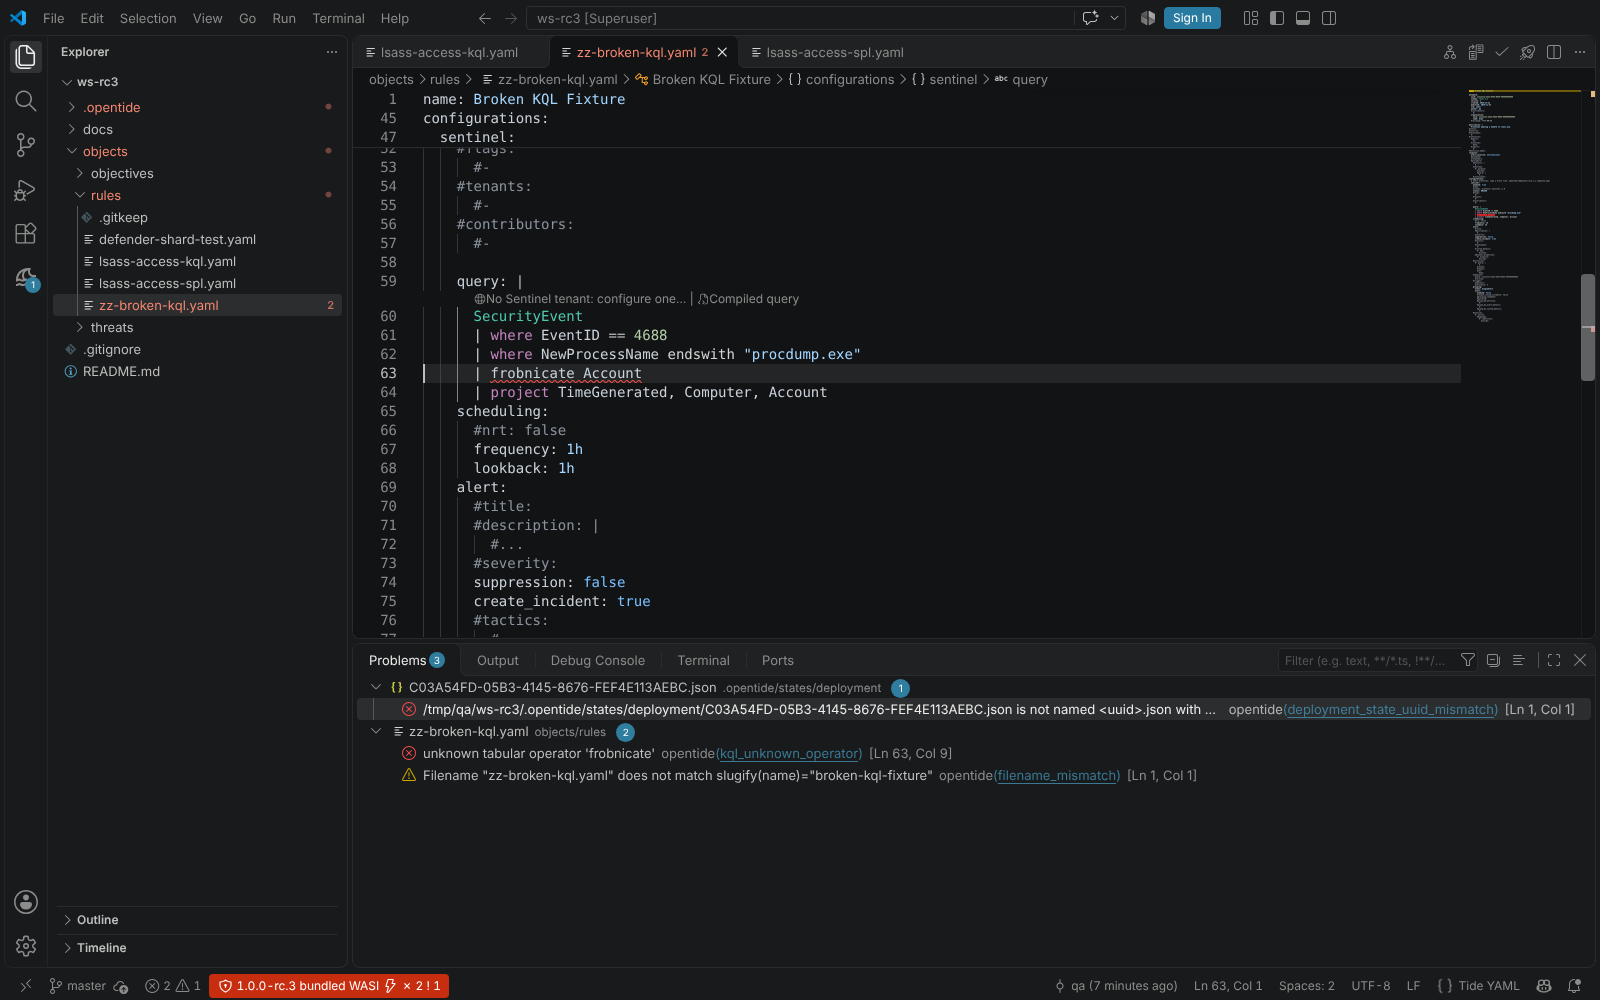 File Edit Selection View Go Run Terminal Help
ws-rc3 [Superuser]
Sign In
Explorer
ws-rc3
.opentide
docs
objects
objectives
rules
.gitkeep
defender-shard-test.yaml
lsass-access-kql.yaml
lsass-access-spl.yaml
zz-broken-kql.yaml 2
threats
.gitignore
README.md
1
Outline
Timeline
lsass-access-kql.yaml
zz-broken-kql.yaml 2
lsass-access-spl.yaml
objects > rules > zz-broken-kql.yaml > Broken KQL Fixture > { } configurations > { } sentinel > abc query
1 name: Broken KQL Fixture
45 configurations:
47 sentinel:
52 #flags:
53 #-
54 #tenants:
55 #-
56 #contributors:
57 #-
58
59 query: |
No Sentinel tenant: configure one... | Compiled query
60 SecurityEvent
61 | where EventID == 4688
62 | where NewProcessName endswith "procdump.exe"
63 | frobnicate Account
64 | project TimeGenerated, Computer, Account
65 scheduling:
66 #nrt: false
67 frequency: 1h
68 lookback: 1h
69 alert:
70 #title:
71 #description: |
72 #...
73 #severity:
74 suppression: false
75 create_incident: true
76 #tactics:
77 #
Problems 3 Output Debug Console Terminal Ports
Filter (e.g. text, **/*.ts, !**/...
{} C03A54FD-05B3-4145-8676-FEF4E113AEBC.json .opentide/states/deployment 1
/tmp/qa/ws-rc3/.opentide/states/deployment/C03A54FD-05B3-4145-8676-FEF4E113AEBC.json is not named <uuid>.json with ... opentide(deployment_state_uuid_mismatch) [Ln 1, Col 1]
zz-broken-kql.yaml objects/rules 2
unknown tabular operator 'frobnicate' opentide(kql_unknown_operator) [Ln 63, Col 9]
Filename "zz-broken-kql.yaml" does not match slugify(name)="broken-kql-fixture" opentide(filename_mismatch) [Ln 1, Col 1]
master 2 1 1.0.0-rc.3 bundled WASI × 2 ! 1 qa (7 minutes ago) Ln 63, Col 1 Spaces: 2 UTF-8 LF { } Tide YAML